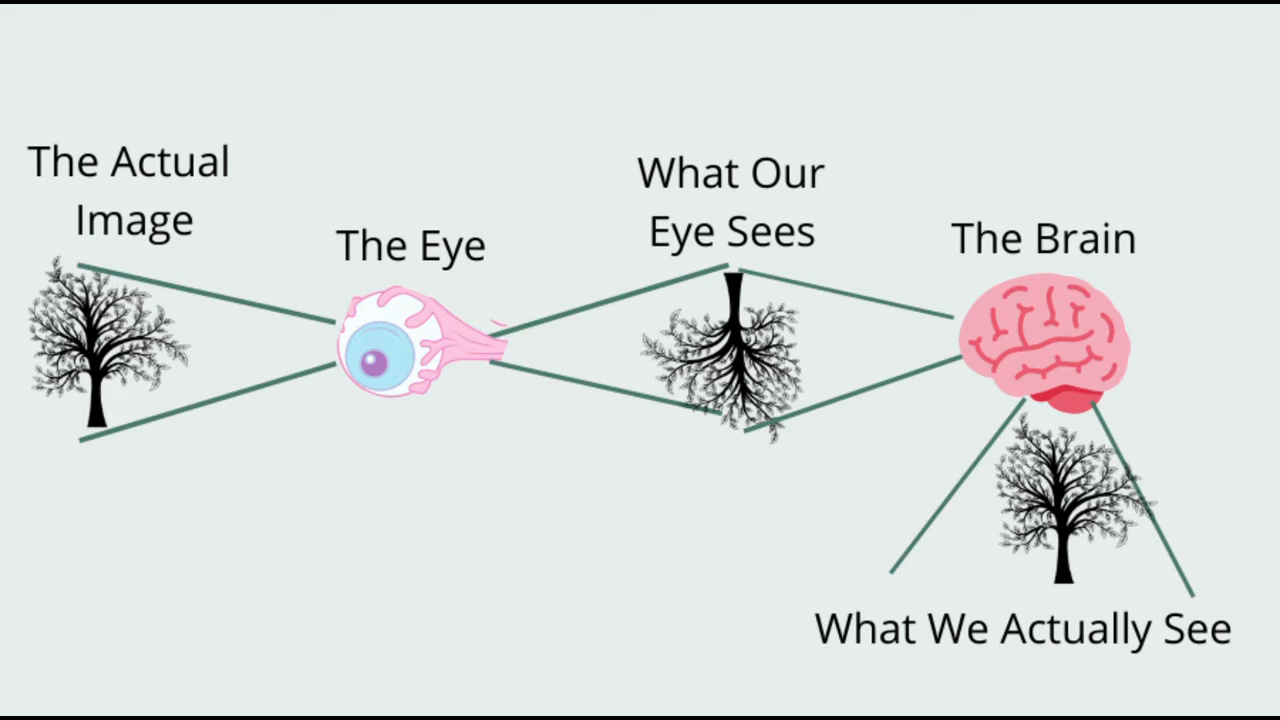 The Actual
Image
The Eye
What Our
Eye Sees
The Brain
What We Actually See